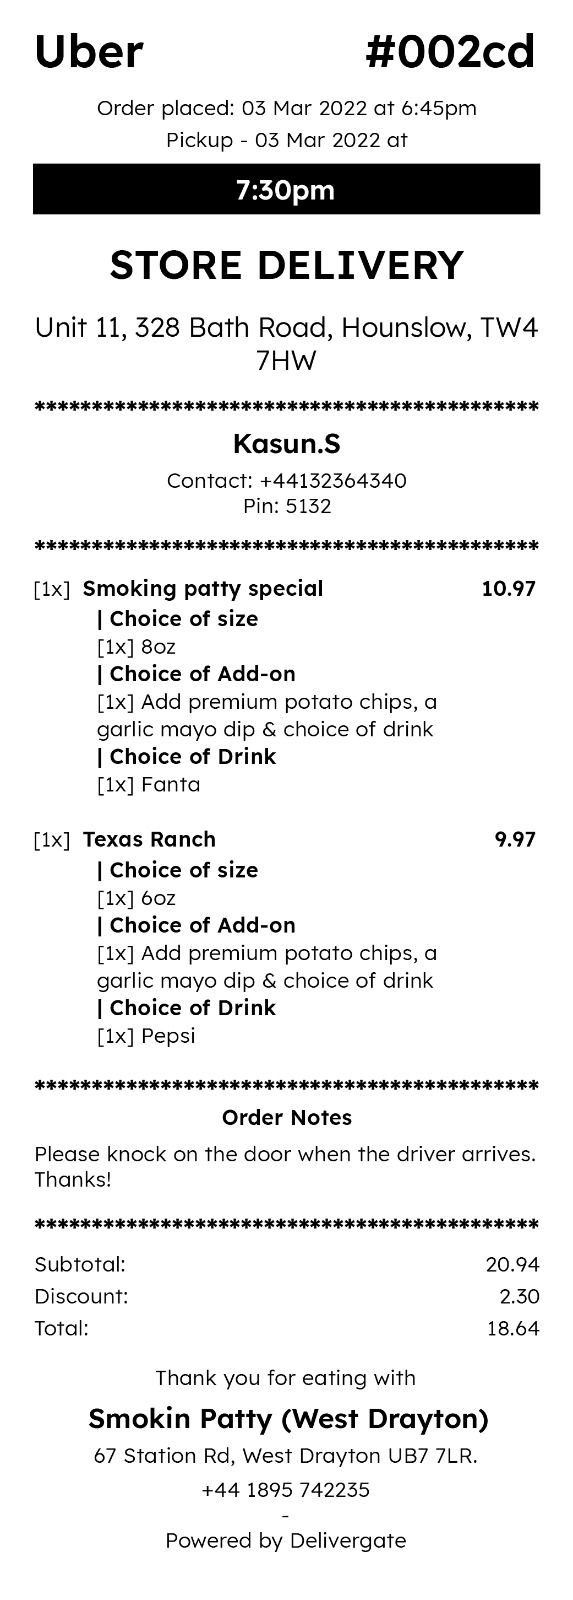 Uber #002cd
Order placed: 03 Mar 2022 at 6:45pm
Pickup - 03 Mar 2022 at
7:30pm
STORE DELIVERY
Unit 11, 328 Bath Road, Hounslow, TW4
7HW
********************************************
Kasun.S
Contact: +44132364340
Pin: 5132
********************************************
[1x] Smoking patty special 10.97
| Choice of size
[1x] 8oz
| Choice of Add-on
[1x] Add premium potato chips, a
garlic mayo dip & choice of drink
| Choice of Drink
[1x] Fanta
[1x] Texas Ranch 9.97
| Choice of size
[1x] 6oz
| Choice of Add-on
[1x] Add premium potato chips, a
garlic mayo dip & choice of drink
| Choice of Drink
[1x] Pepsi
********************************************
Order Notes
Please knock on the door when the driver arrives.
Thanks!
********************************************
Subtotal: 20.94
Discount: 2.30
Total: 18.64
Thank you for eating with
Smokin Patty (West Drayton)
67 Station Rd, West Drayton UB7 7LR.
+44 1895 742235
-
Powered by Delivergate